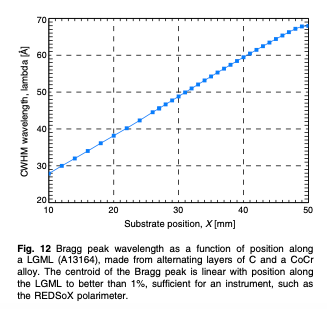 70
60
50
40
30
20
CWHM wavelength, lambda [Å]
10 20 30 40 50
Substrate position, X [mm]
Fig. 12 Bragg peak wavelength as a function of position along
a LGML (A13164), made from alternating layers of C and a CoCr
alloy. The centroid of the Bragg peak is linear with position along
the LGML to better than 1%, sufficient for an instrument, such as
the REDSoX polarimeter.